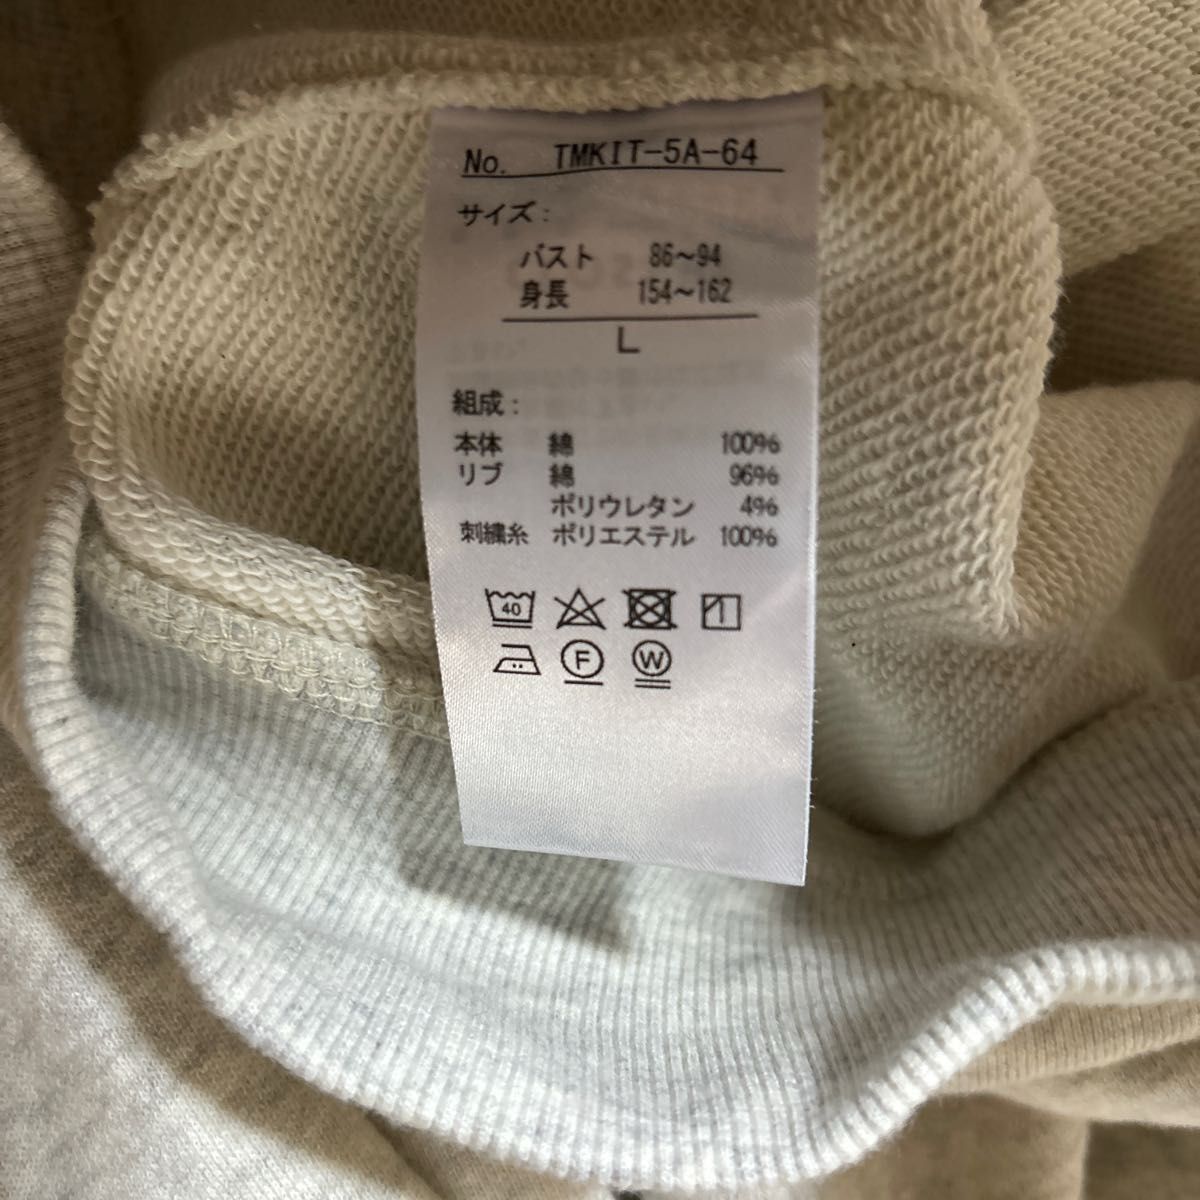 No. TMKIT-5A-64
サイズ：
バスト 86～94
身長 154～162
L
組成：
本体 綿 100%
リブ 綿 96%
ポリウレタン 4%
刺繍糸 ポリエステル 100%
40
F W